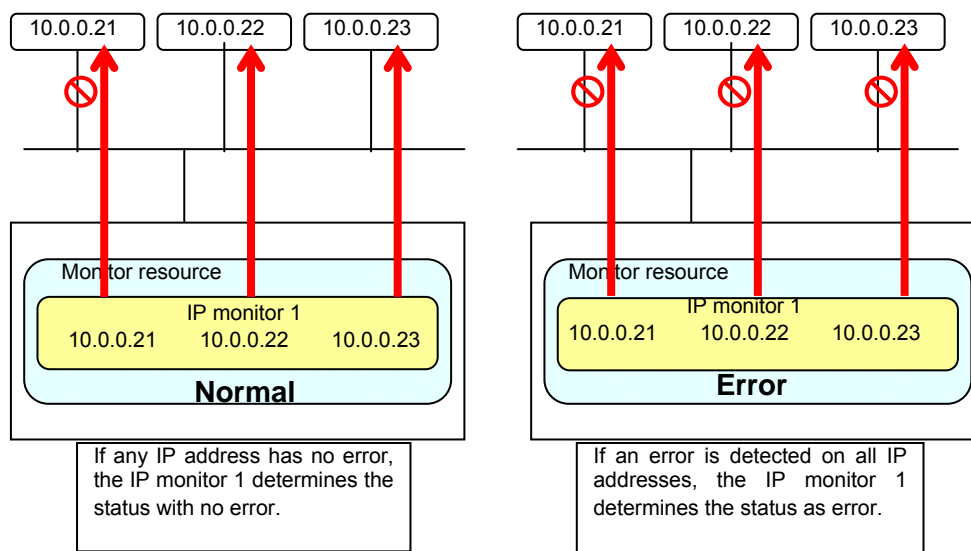 10.0.0.21 10.0.0.22 10.0.0.23
Monitor resource
IP monitor 1
10.0.0.21 10.0.0.22 10.0.0.23
Normal
If any IP address has no error,
the IP monitor 1 determines the
status with no error.
10.0.0.21 10.0.0.22 10.0.0.23
Monitor resource
IP monitor 1
10.0.0.21 10.0.0.22 10.0.0.23
Error
If an error is detected on all IP
addresses, the IP monitor 1
determines the status as error.